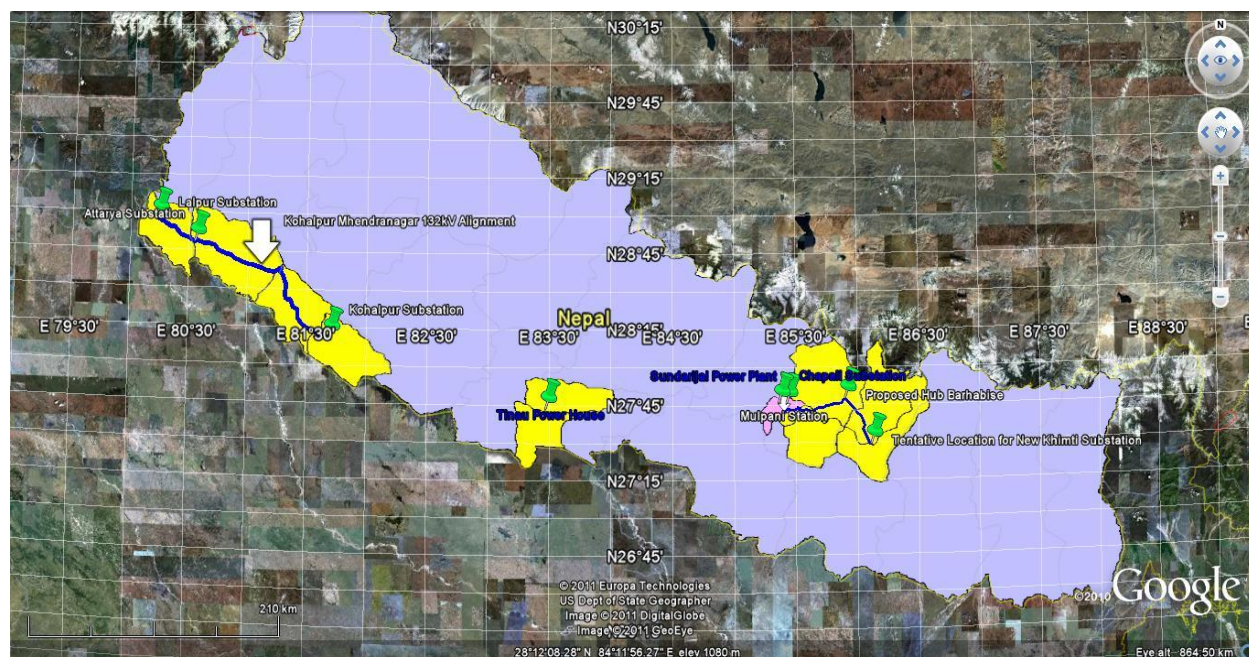 N30°15'
N
N29°45'
N29°15'
Lalpur Substation
Attarya Substation
Kohalpur Mhendranagar 132kV Alignment
N28°45'
Kohalpur Substation
Nepal
E 79°30'
E 80°30'
E 81°30'
E 82°30'
E 83°30'
N28°15'
E 84°30'
E 85°30'
E 86°30'
E 87°30'
E 88°30'
Sundarijal Power Plant
Chapali Substation
Proposed Hub Barhabise
N27°45'
Tinau Power House
Mulpani Station
Tentative Location for New Khimti Substation
N27°15'
N26°45'
© 2011 Europa Technologies
US Dept of State Geographer
Image © 2011 DigitalGlobe
Image © 2011 GeoEye
©2010 Google
210 km
28°12'08.28" N 84°11'56.27" E elev 1080 m
Eye alt 864.50 km